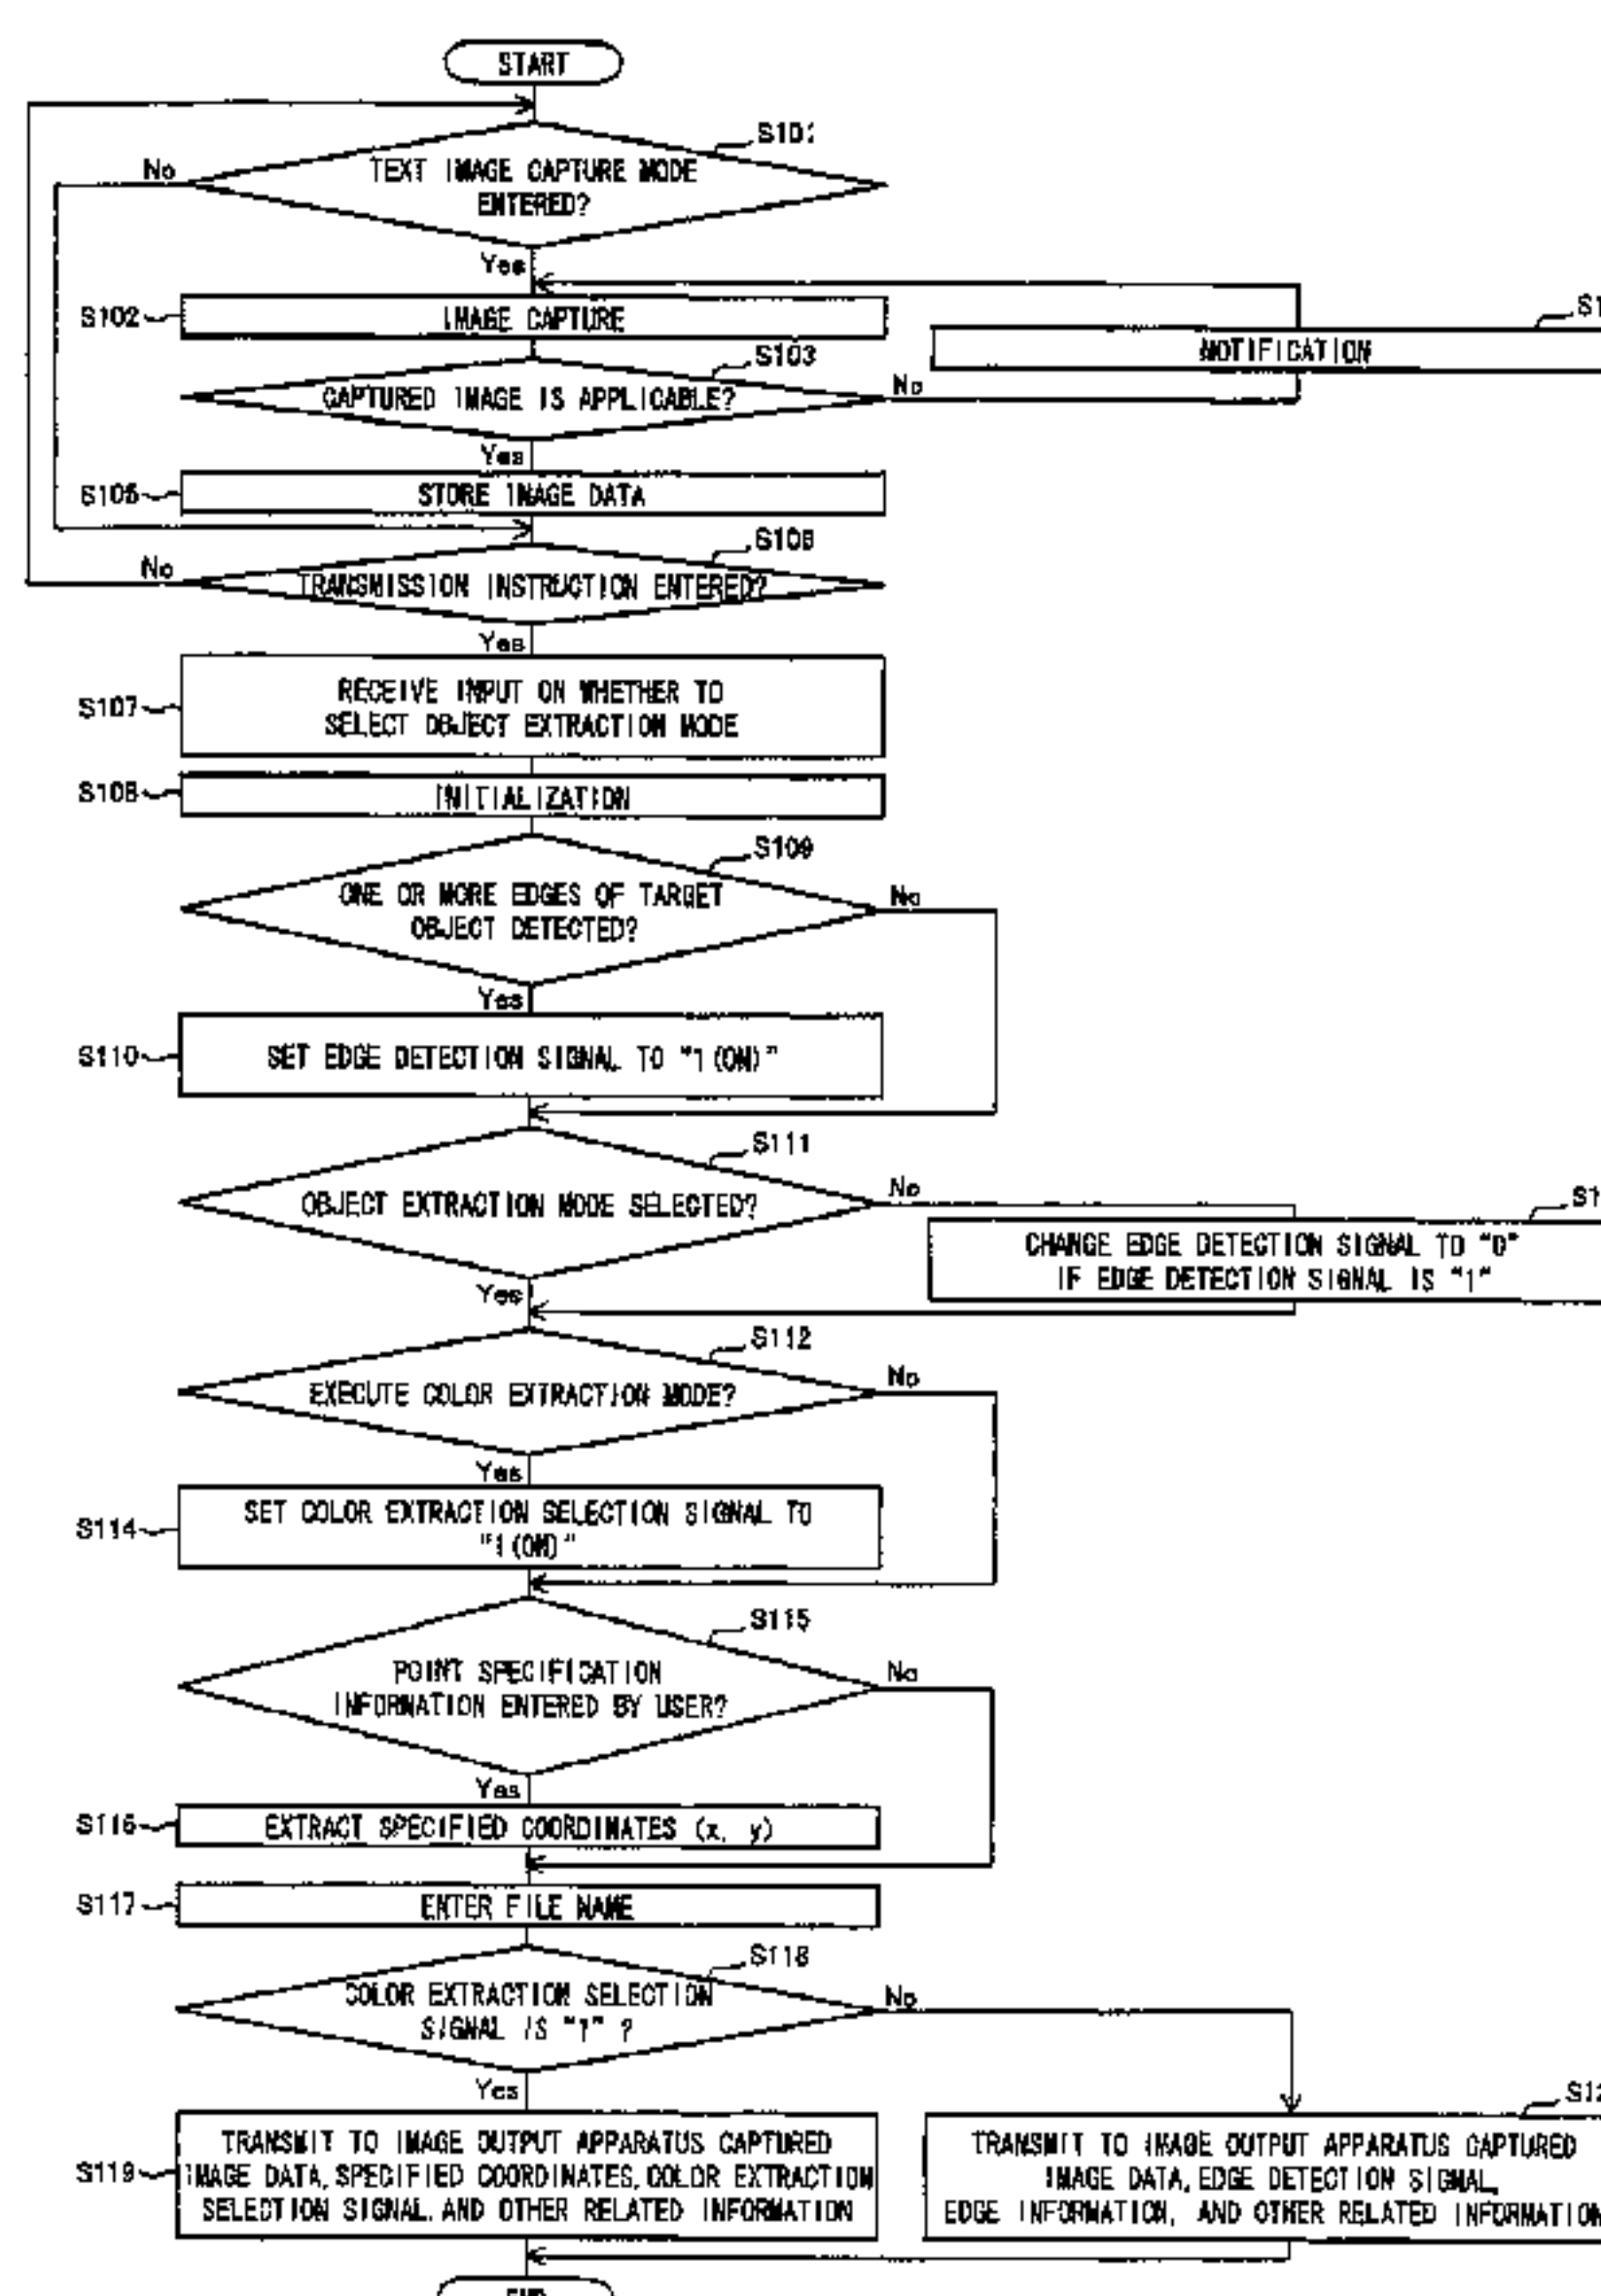 START
S101
No
TEXT IMAGE CAPTURE MODE
ENTERED?
Yes
S102
IMAGE CAPTURE
S1
NOTIFICATION
S103
CAPTURED IMAGE IS APPLICABLE?
No
Yes
S105
STORE IMAGE DATA
S106
No
TRANSMISSION INSTRUCTION ENTERED?
Yes
S107
RECEIVE INPUT ON WHETHER TO
SELECT OBJECT EXTRACTION MODE
S108
INITIALIZATION
S109
ONE OR MORE EDGES OF TARGET
OBJECT DETECTED?
No
Yes
S110
SET EDGE DETECTION SIGNAL TO "1(ON)"
S111
OBJECT EXTRACTION MODE SELECTED?
No
S1
CHANGE EDGE DETECTION SIGNAL TO "0"
IF EDGE DETECTION SIGNAL IS "1"
Yes
S112
EXECUTE COLOR EXTRACTION MODE?
No
Yes
S114
SET COLOR EXTRACTION SELECTION SIGNAL TO
"1(ON)"
S115
POINT SPECIFICATION
INFORMATION ENTERED BY USER?
No
Yes
S116
EXTRACT SPECIFIED COORDINATES (x, y)
S117
ENTER FILE NAME
S118
COLOR EXTRACTION SELECTION
SIGNAL IS "1" ?
No
Yes
S119
TRANSMIT TO IMAGE OUTPUT APPARATUS CAPTURED
IMAGE DATA, SPECIFIED COORDINATES, COLOR EXTRACTION
SELECTION SIGNAL, AND OTHER RELATED INFORMATION
S12
TRANSMIT TO IMAGE OUTPUT APPARATUS CAPTURED
IMAGE DATA, EDGE DETECTION SIGNAL,
EDGE INFORMATION, AND OTHER RELATED INFORMATION
END